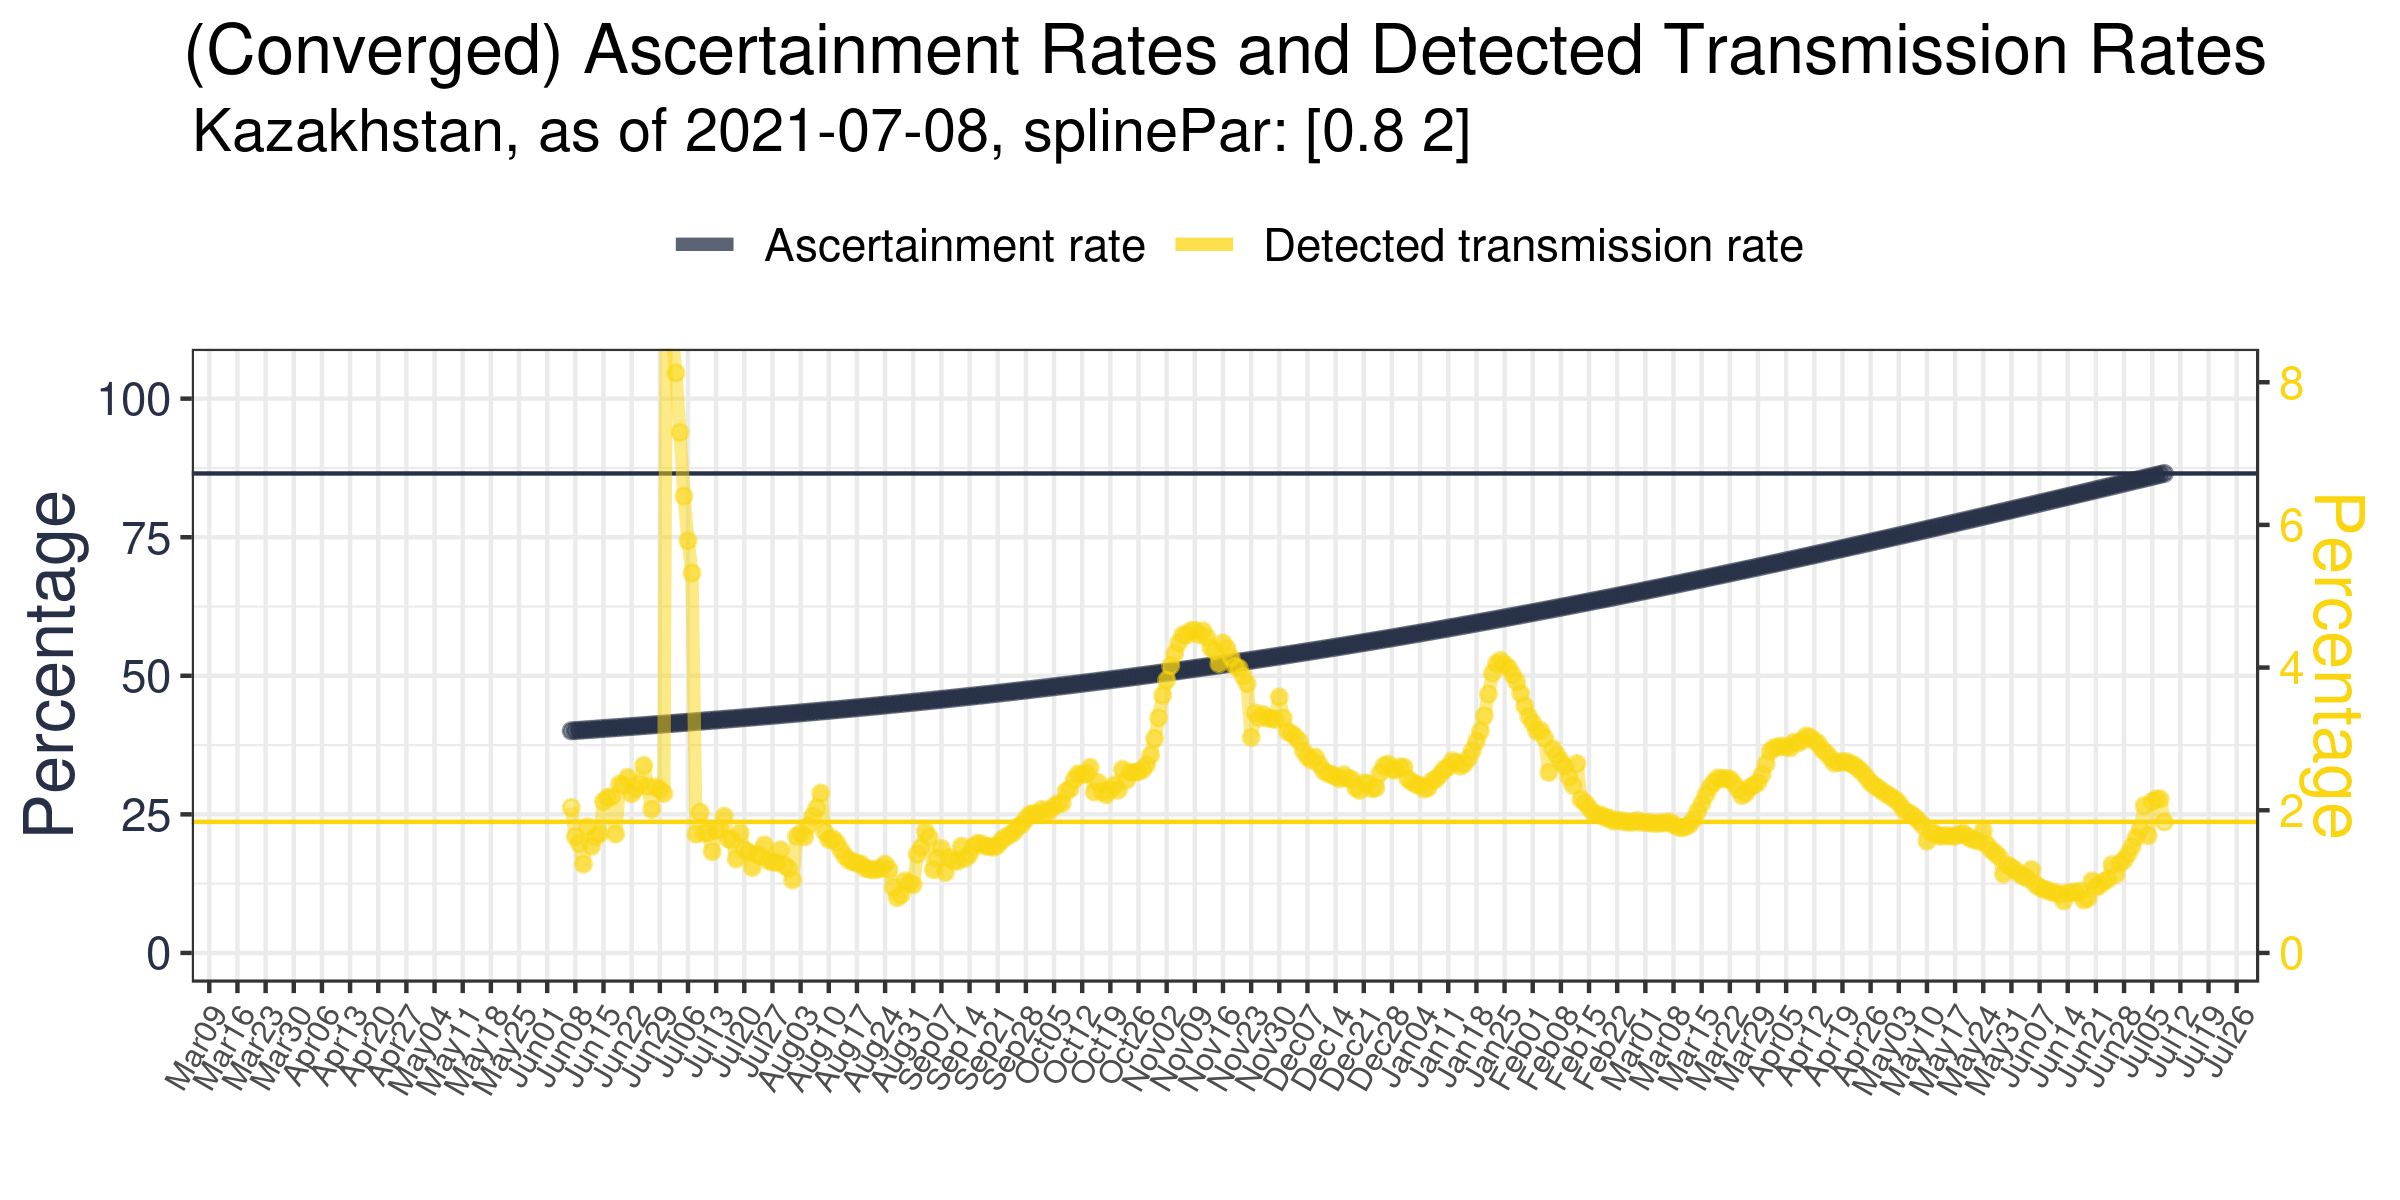 (Converged) Ascertainment Rates and Detected Transmission Rates
Kazakhstan, as of 2021-07-08, splinePar: [0.8 2]
Ascertainment rate Detected transmission rate
Percentage
100
75
50
25
0
8
6
4
2
0
Percentage
Mar09 Mar16 Mar23 Mar30 Apr06 Apr13 Apr20 Apr27 May04 May11 May18 May25 Jun01 Jun08 Jun15 Jun22 Jun29 Jul06 Jul13 Jul20 Jul27 Aug03 Aug10 Aug17 Aug24 Aug31 Sep07 Sep14 Sep21 Sep28 Oct05 Oct12 Oct19 Oct26 Nov02 Nov09 Nov16 Nov23 Nov30 Dec07 Dec14 Dec21 Dec28 Jan04 Jan11 Jan18 Jan25 Feb01 Feb08 Feb15 Feb22 Mar01 Mar08 Mar15 Mar22 Mar29 Apr05 Apr12 Apr19 Apr26 May03 May10 May17 May24 May31 Jun07 Jun14 Jun21 Jun28 Jul05 Jul12 Jul19 Jul26